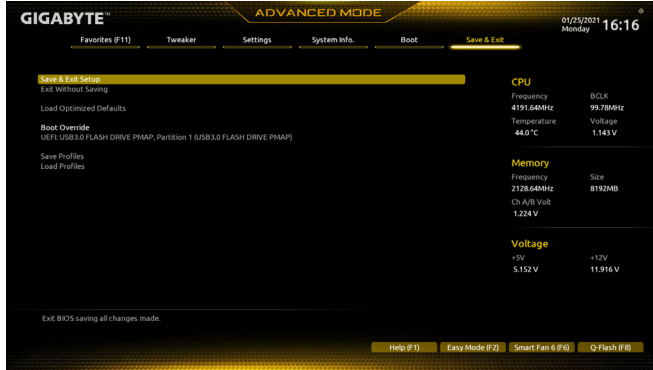 GIGABYTE™
ADVANCED MODE
01/25/2021 Monday 16:16
Favorites (F11) Tweaker Settings System Info. Boot Save & Exit
Save & Exit Setup
Exit Without Saving
Load Optimized Defaults
Boot Override
UEFI: USB3.0 FLASH DRIVE PMAP, Partition 1 (USB3.0 FLASH DRIVE PMAP)
Save Profiles
Load Profiles
CPU
Frequency BCLK
4191.64MHz 99.78MHz
Temperature Voltage
44.0 °C 1.143 V
Memory
Frequency Size
2128.64MHz 8192MB
Ch A/B Volt
1.224 V
Voltage
+5V +12V
5.152 V 11.916 V
Exit BIOS saving all changes made.
Help (F1) Easy Mode (F2) Smart Fan 6 (F6) Q-Flash (F8)